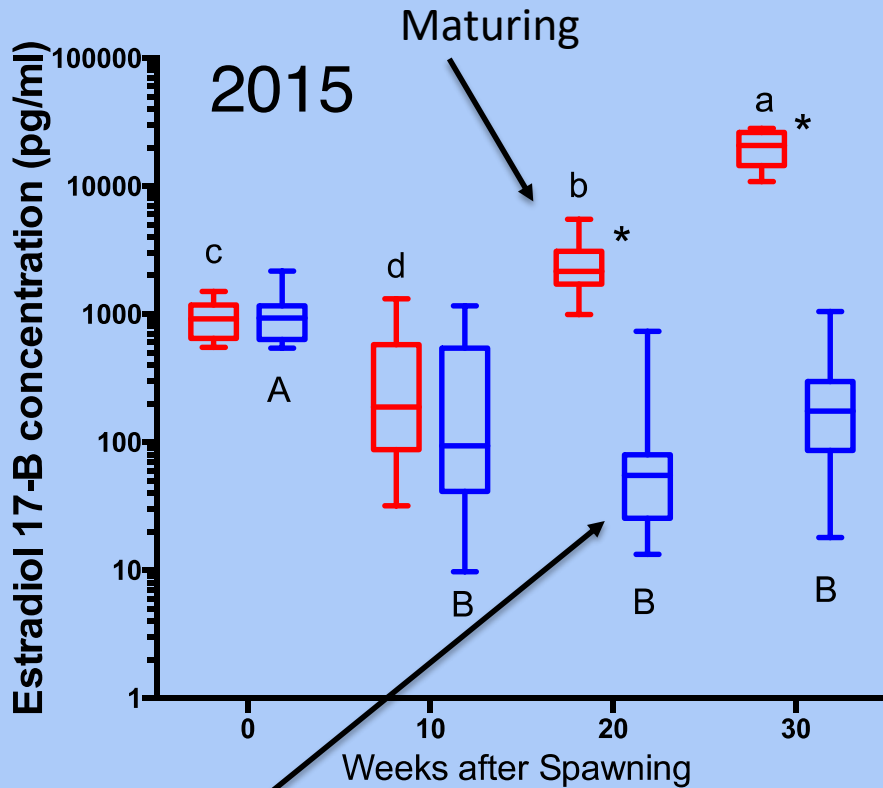 Maturing
2015
Estradiol 17-B concentration (pg/ml)
100000
10000
1000
100
10
1
c
A
d
B
b
*
B
a
*
B
0
10
20
30
Weeks after Spawning